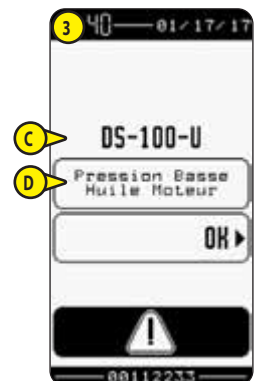 3
:40 01/17/17
C
DS-100-U
D
Pression Basse
Huile Moteur
OK
00112233